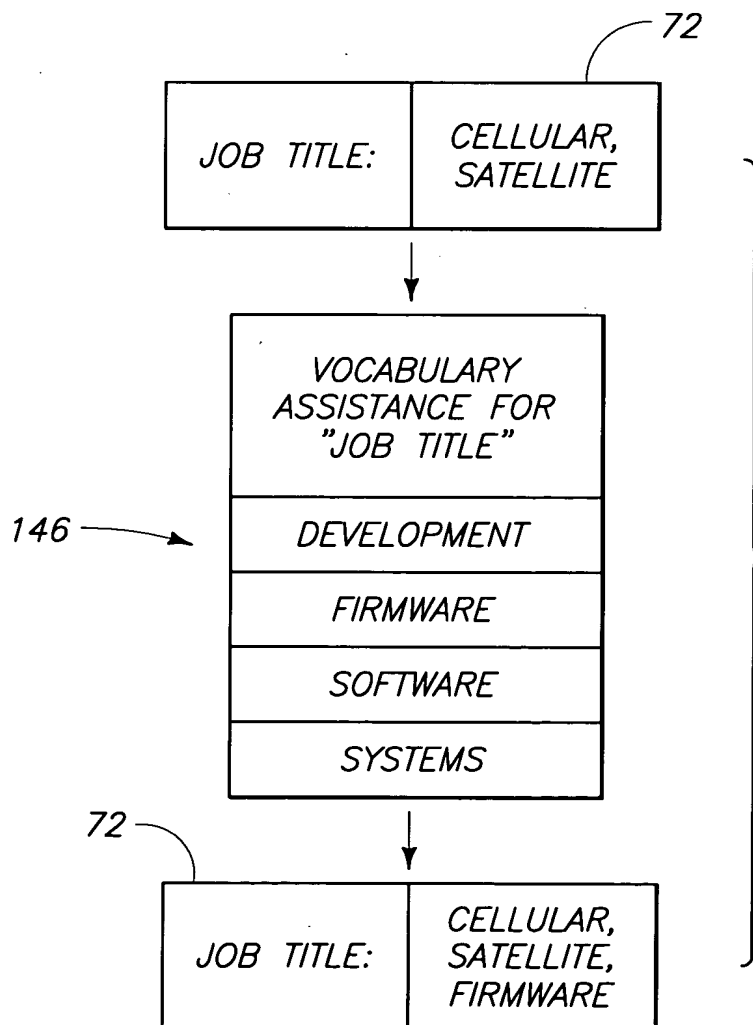 72
JOB TITLE:
CELLULAR,
SATELLITE
VOCABULARY
ASSISTANCE FOR
"JOB TITLE"
146
DEVELOPMENT
FIRMWARE
SOFTWARE
SYSTEMS
72
JOB TITLE:
CELLULAR,
SATELLITE,
FIRMWARE